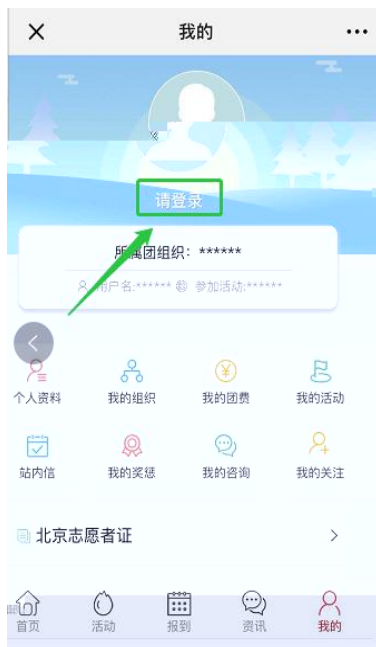 我的
请登录
所属团组织：******
用户名:****** 参加活动:******
个人资料 我的组织 我的团费 我的活动
站内信 我的奖惩 我的咨询 我的关注
北京志愿者证
首页 活动 报到 资讯 我的